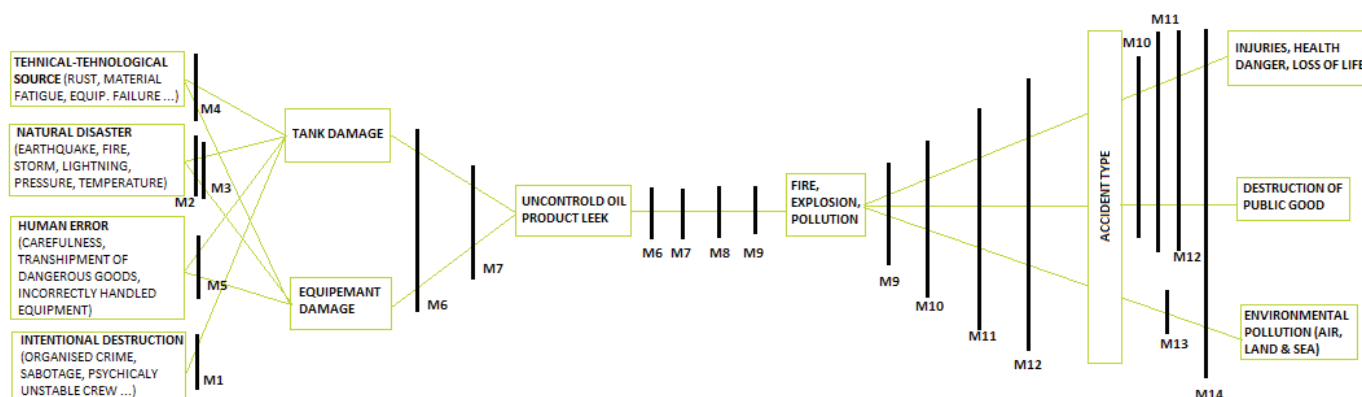 TEHNICAL-TEHNOLOGICAL
SOURCE (RUST, MATERIAL
FATIGUE, EQUIP. FAILURE ...)
M4
NATURAL DISASTER
(EARTHQUAKE, FIRE,
STORM, LIGHTNING,
PRESSURE, TEMPERATURE)
M2
M3
HUMAN ERROR
(CAREFULNESS,
TRANSHIPMENT OF
DANGEROUS GOODS,
INCORRECTLY HANDLED
EQUIPMENT)
M5
INTENTIONAL DESTRUCTION
(ORGANISED CRIME,
SABOTAGE, PSYCHICALY
UNSTABLE CREW ...)
M1
TANK DAMAGE
EQUIPEMANT
DAMAGE
M6
M7
UNCONTROLD OIL
PRODUCT LEEK
M6
M7
M8
M9
FIRE,
EXPLOSION,
POLLUTION
M9
M10
M11
M12
ACCIDENT TYPE
M10
M11
M12
M13
M14
INJURIES, HEALTH
DANGER, LOSS OF LIFE
DESTRUCTION OF
PUBLIC GOOD
ENVIRONMENTAL
POLLUTION (AIR,
LAND & SEA)